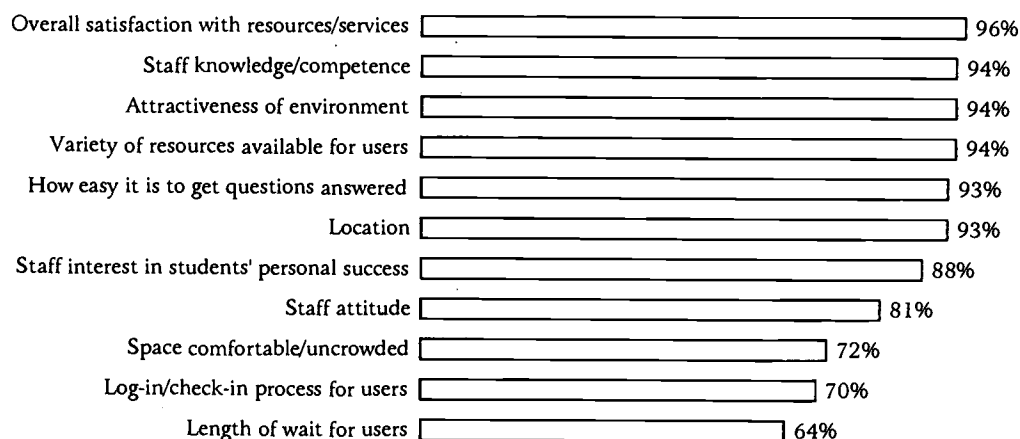 Overall satisfaction with resources/services 96%
Staff knowledge/competence 94%
Attractiveness of environment 94%
Variety of resources available for users 94%
How easy it is to get questions answered 93%
Location 93%
Staff interest in students' personal success 88%
Staff attitude 81%
Space comfortable/uncrowded 72%
Log-in/check-in process for users 70%
Length of wait for users 64%